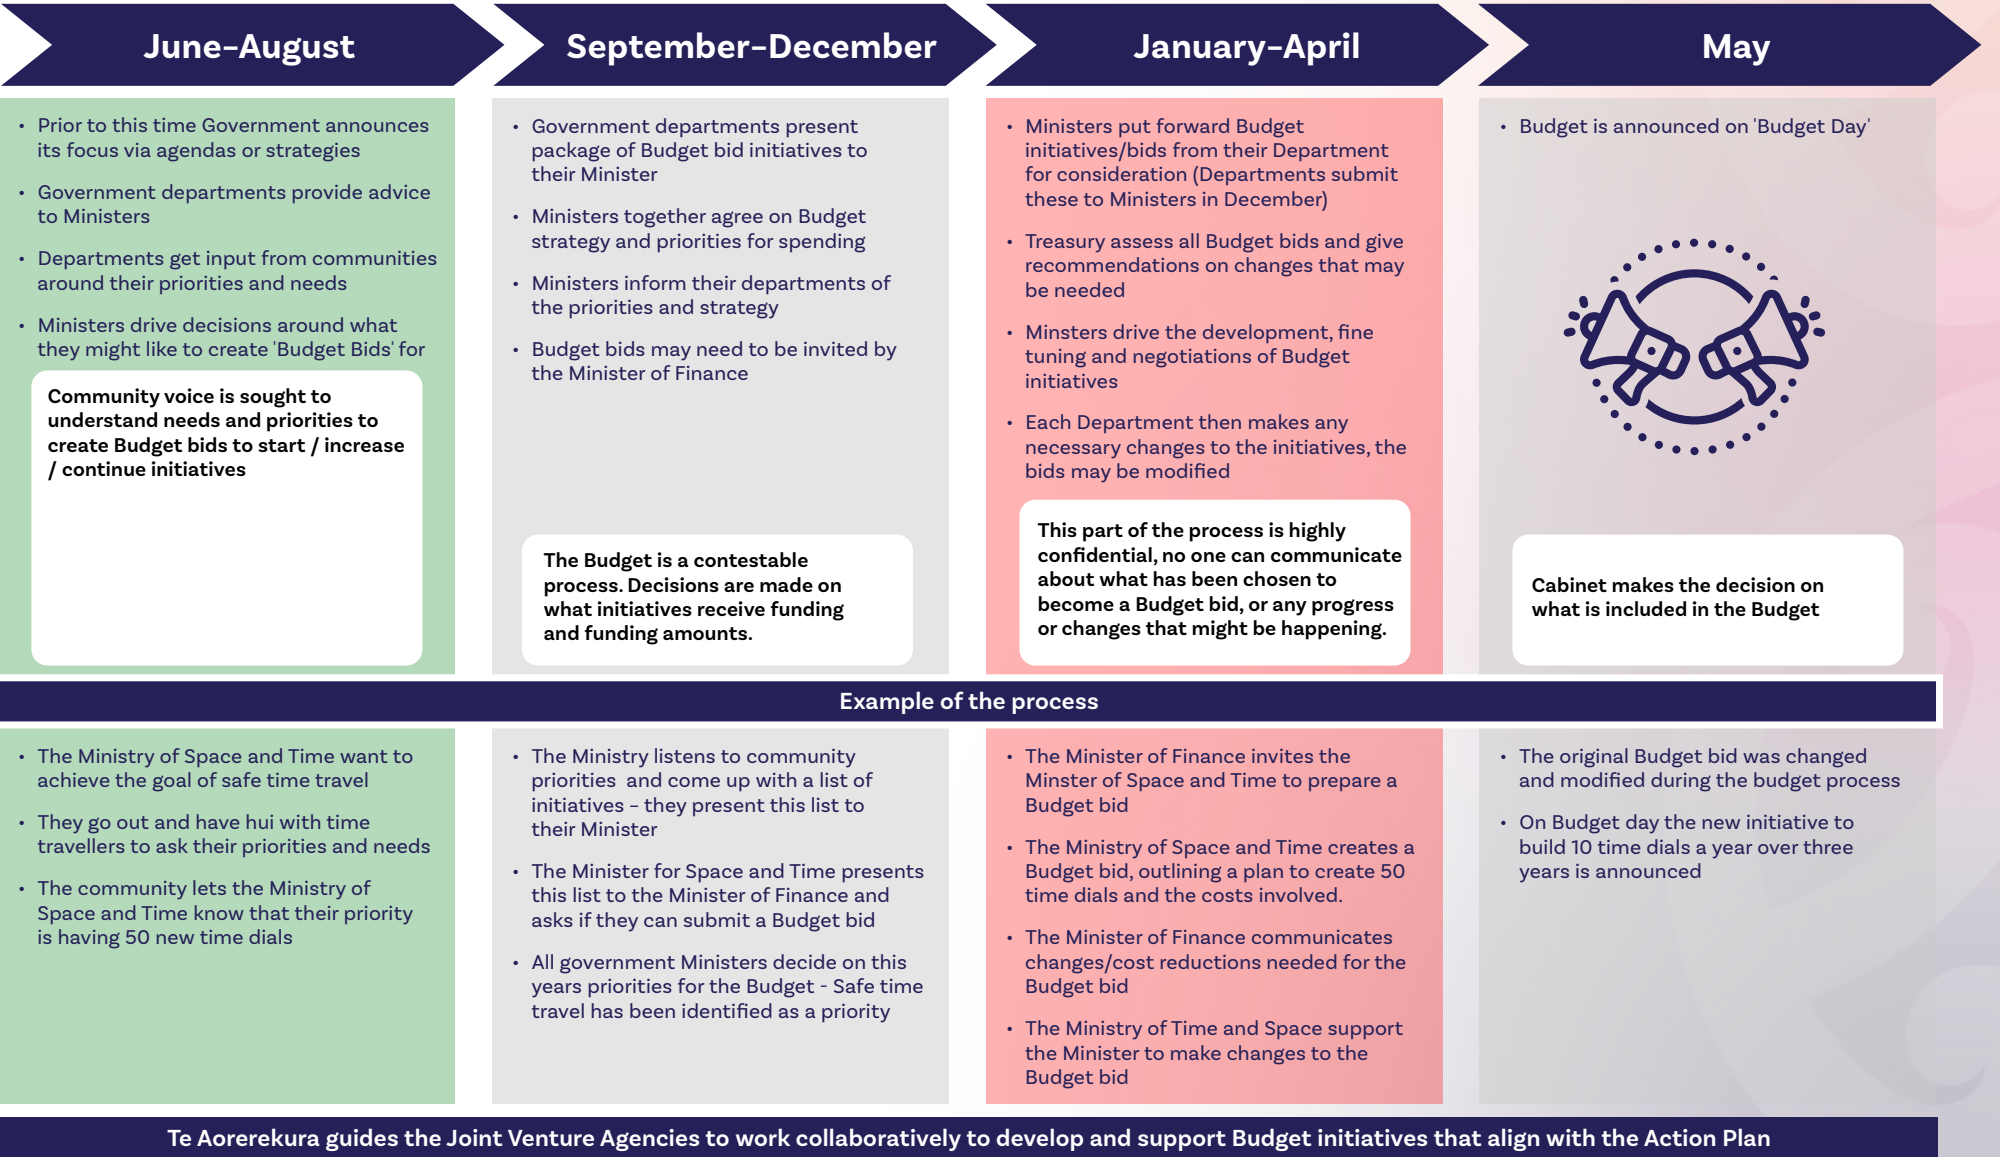 June–August
• Prior to this time Government announces
its focus via agendas or strategies
• Government departments provide advice
to Ministers
• Departments get input from communities
around their priorities and needs
• Ministers drive decisions around what
they might like to create 'Budget Bids' for
Community voice is sought to
understand needs and priorities to
create Budget bids to start / increase
/ continue initiatives
September–December
• Government departments present
package of Budget bid initiatives to
their Minister
• Ministers together agree on Budget
strategy and priorities for spending
• Ministers inform their departments of
the priorities and strategy
• Budget bids may need to be invited by
the Minister of Finance
The Budget is a contestable
process. Decisions are made on
what initiatives receive funding
and funding amounts.
January–April
• Ministers put forward Budget
initiatives/bids from their Department
for consideration (Departments submit
these to Ministers in December)
• Treasury assess all Budget bids and give
recommendations on changes that may
be needed
• Minsters drive the development, fine
tuning and negotiations of Budget
initiatives
• Each Department then makes any
necessary changes to the initiatives, the
bids may be modified
This part of the process is highly
confidential, no one can communicate
about what has been chosen to
become a Budget bid, or any progress
or changes that might be happening.
May
• Budget is announced on 'Budget Day'
Cabinet makes the decision on
what is included in the Budget
Example of the process
• The Ministry of Space and Time want to
achieve the goal of safe time travel
• They go out and have hui with time
travellers to ask their priorities and needs
• The community lets the Ministry of
Space and Time know that their priority
is having 50 new time dials
• The Ministry listens to community
priorities and come up with a list of
initiatives – they present this list to
their Minister
• The Minister for Space and Time presents
this list to the Minister of Finance and
asks if they can submit a Budget bid
• All government Ministers decide on this
years priorities for the Budget - Safe time
travel has been identified as a priority
• The Minister of Finance invites the
Minster of Space and Time to prepare a
Budget bid
• The Ministry of Space and Time creates a
Budget bid, outlining a plan to create 50
time dials and the costs involved.
• The Minister of Finance communicates
changes/cost reductions needed for the
Budget bid
• The Ministry of Time and Space support
the Minister to make changes to the
Budget bid
• The original Budget bid was changed
and modified during the budget process
• On Budget day the new initiative to
build 10 time dials a year over three
years is announced
Te Aorerekura guides the Joint Venture Agencies to work collaboratively to develop and support Budget initiatives that align with the Action Plan